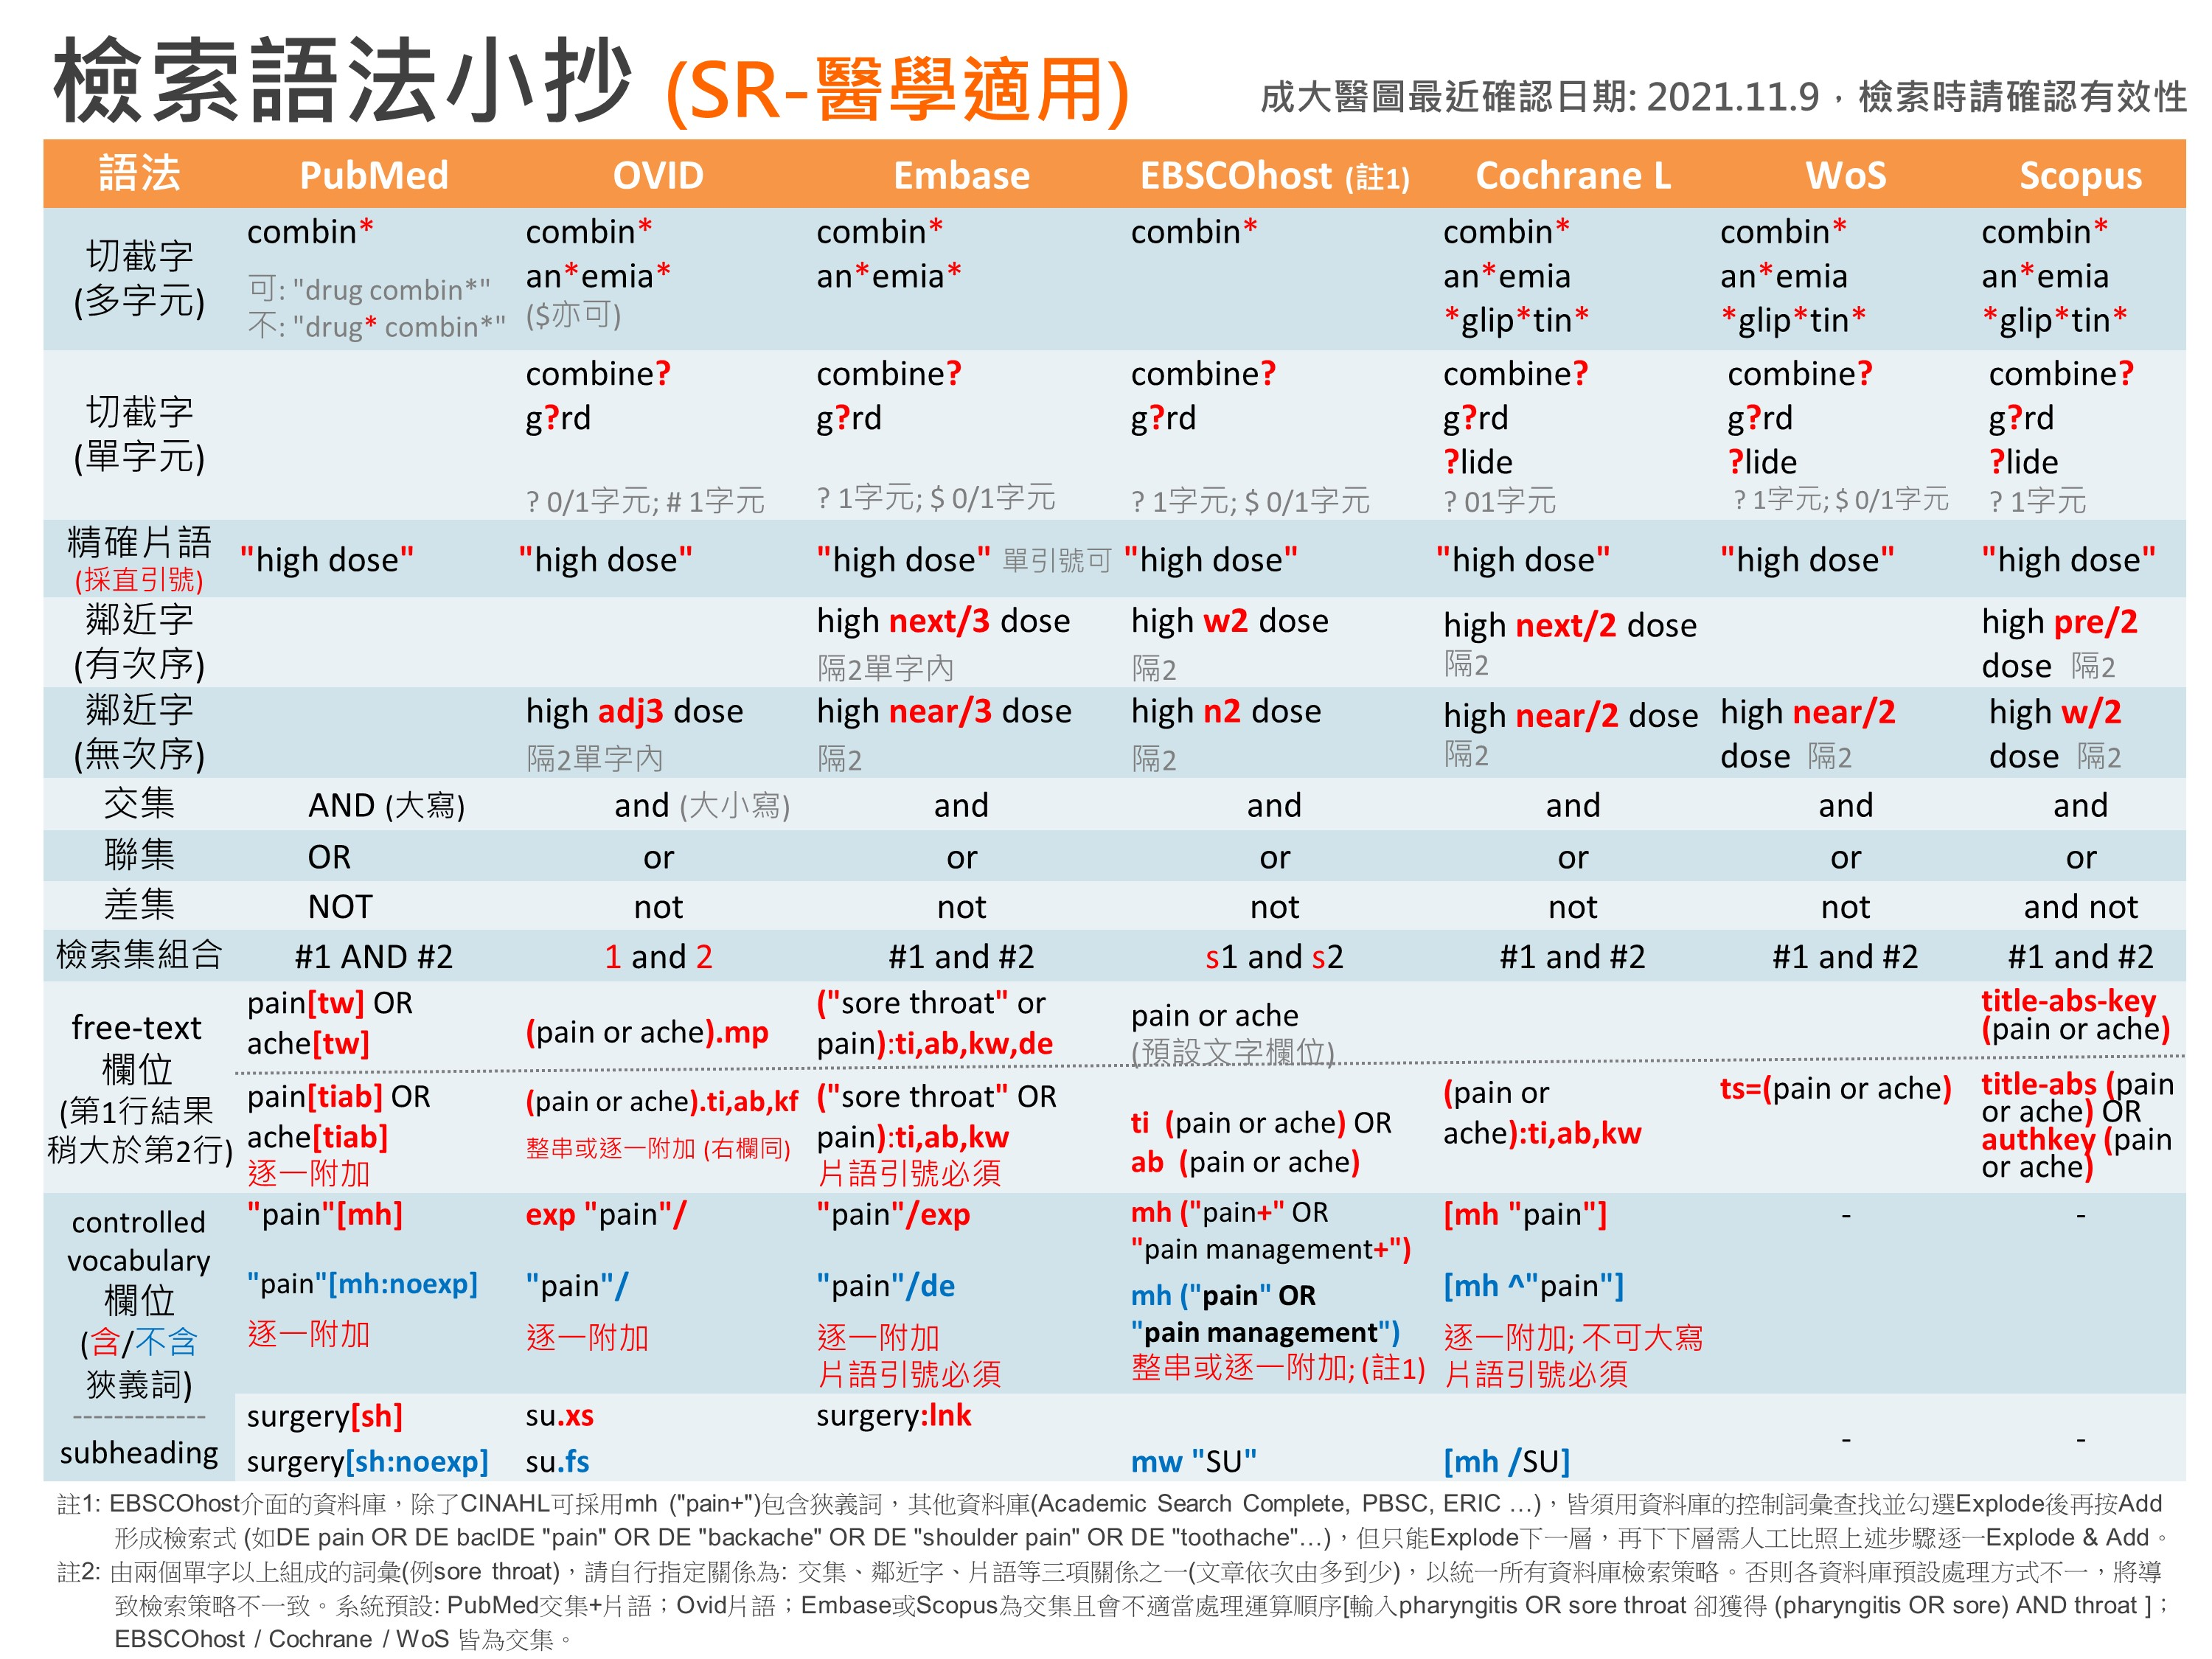 檢索語法小抄 (SR-醫學適用)
成大醫圖最近確認日期: 2021.11.9，檢索時請確認有效性
語法 PubMed OVID Embase EBSCOhost (註1) Cochrane L WoS Scopus
切截字
(多字元)
combin*
可: "drug combin*"
不: "drug* combin*"
combin*
an*emia*
($亦可)
combin*
an*emia*
combin*
combin*
an*emia
*glip*tin*
combin*
an*emia
*glip*tin*
combin*
an*emia
*glip*tin*
切截字
(單字元)
combine?
g?rd
? 0/1字元; # 1字元
combine?
g?rd
? 1字元; $ 0/1字元
combine?
g?rd
? 1字元; $ 0/1字元
combine?
g?rd
?lide
? 01字元
combine?
g?rd
?lide
? 1字元; $ 0/1字元
combine?
g?rd
?lide
? 1字元
精確片語
(採直引號)
"high dose"
"high dose"
"high dose" 單引號可
"high dose"
"high dose"
"high dose"
"high dose"
鄰近字
(有次序)
high next/3 dose
隔2單字內
high w2 dose
隔2
high next/2 dose
隔2
high pre/2
dose 隔2
鄰近字
(無次序)
high adj3 dose
隔2單字內
high near/3 dose
隔2
high n2 dose
隔2
high near/2 dose
隔2
high near/2
dose 隔2
high w/2
dose 隔2
交集 AND (大寫) and (大小寫) and and and and and
聯集 OR or or or or or or
差集 NOT not not not not not and not
檢索集組合 #1 AND #2 1 and 2 #1 and #2 s1 and s2 #1 and #2 #1 and #2 #1 and #2
free-text
欄位
(第1行結果
稍大於第2行)
pain[tw] OR
ache[tw]
(pain or ache).mp
("sore throat" or
pain):ti,ab,kw,de
pain or ache
(預設文字欄位)
title-abs-key
(pain or ache)
pain[tiab] OR
ache[tiab]
逐一附加
(pain or ache).ti,ab,kf
整串或逐一附加 (右欄同)
("sore throat" OR
pain):ti,ab,kw
片語引號必須
ti (pain or ache) OR
ab (pain or ache)
(pain or
ache):ti,ab,kw
ts=(pain or ache)
title-abs (pain
or ache) OR
authkey (pain
or ache)
controlled
vocabulary
欄位
(含/不含
狹義詞)
"pain"[mh]
"pain"[mh:noexp]
逐一附加
exp "pain"/
"pain"/
逐一附加
"pain"/exp
"pain"/de
逐一附加
片語引號必須
mh ("pain+" OR
"pain management+")
mh ("pain" OR
"pain management")
整串或逐一附加; (註1)
[mh "pain"]
[mh ^"pain"]
逐一附加; 不可大寫
片語引號必須
-
-
-------------
subheading
surgery[sh]
surgery[sh:noexp]
su.xs
su.fs
surgery:lnk
mw "SU"
[mh /SU]
-
-
註1: EBSCOhost介面的資料庫，除了CINAHL可採用mh ("pain+")包含狹義詞，其他資料庫(Academic Search Complete, PBSC, ERIC ...)，皆須用資料庫的控制詞彙查找並勾選Explode後再按Add
形成檢索式 (如DE pain OR DE baclDE "pain" OR DE "backache" OR DE "shoulder pain" OR DE "toothache"...)，但只能Explode下一層，再下下層需人工比照上述步驟逐一Explode & Add。
註2: 由兩個單字以上組成的詞彙(例sore throat)，請自行指定關係為: 交集、鄰近字、片語等三項關係之一(文章依次由多到少)，以統一所有資料庫檢索策略。否則各資料庫預設處理方式不一，將導
致檢索策略不一致。系統預設: PubMed交集+片語；Ovid片語；Embase或Scopus為交集且會不適當處理運算順序[輸入pharyngitis OR sore throat 卻獲得 (pharyngitis OR sore) AND throat ]；
EBSCOhost / Cochrane / WoS 皆為交集。